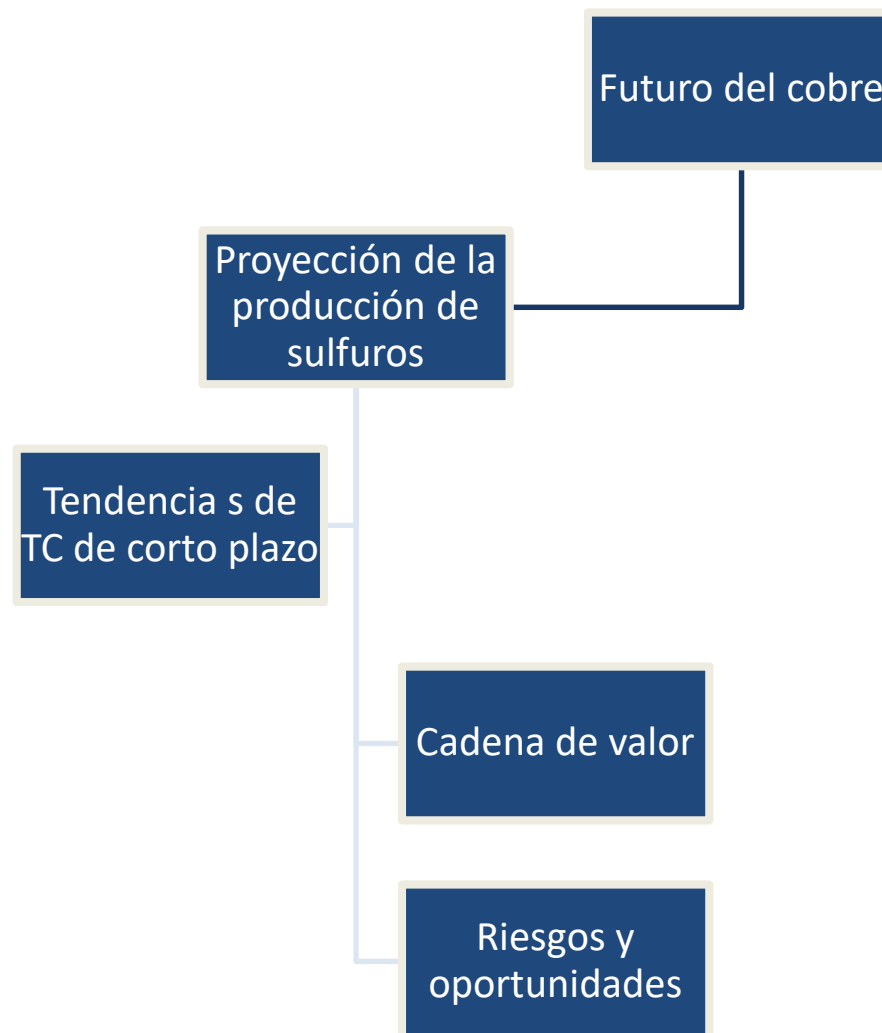 Futuro del cobre
Proyección de la
producción de
sulfuros
Tendencia s de
TC de corto plazo
Cadena de valor
Riesgos y
oportunidades